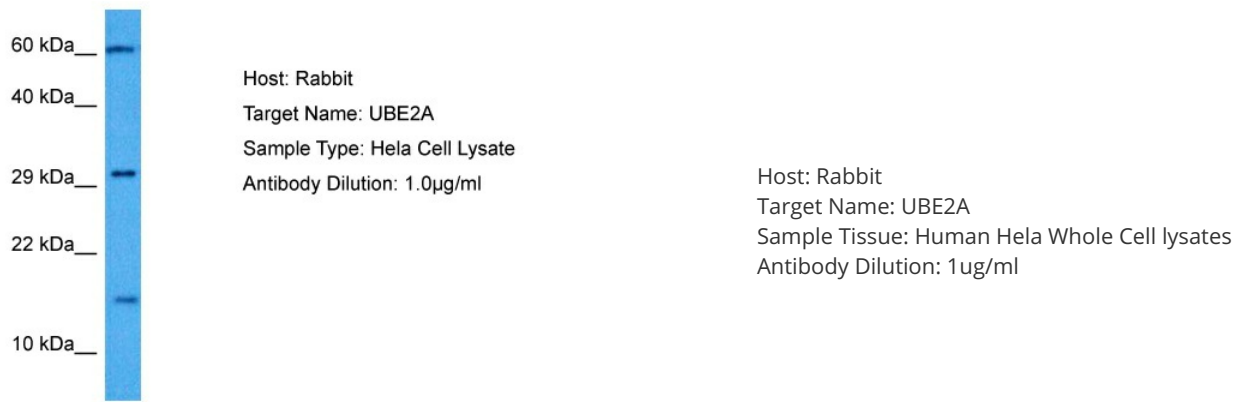 60 kDa__
40 kDa__
29 kDa__
22 kDa__
10 kDa__
Host: Rabbit
Target Name: UBE2A
Sample Type: Hela Cell Lysate
Antibody Dilution: 1.0µg/ml
Host: Rabbit
Target Name: UBE2A
Sample Tissue: Human Hela Whole Cell lysates
Antibody Dilution: 1ug/ml